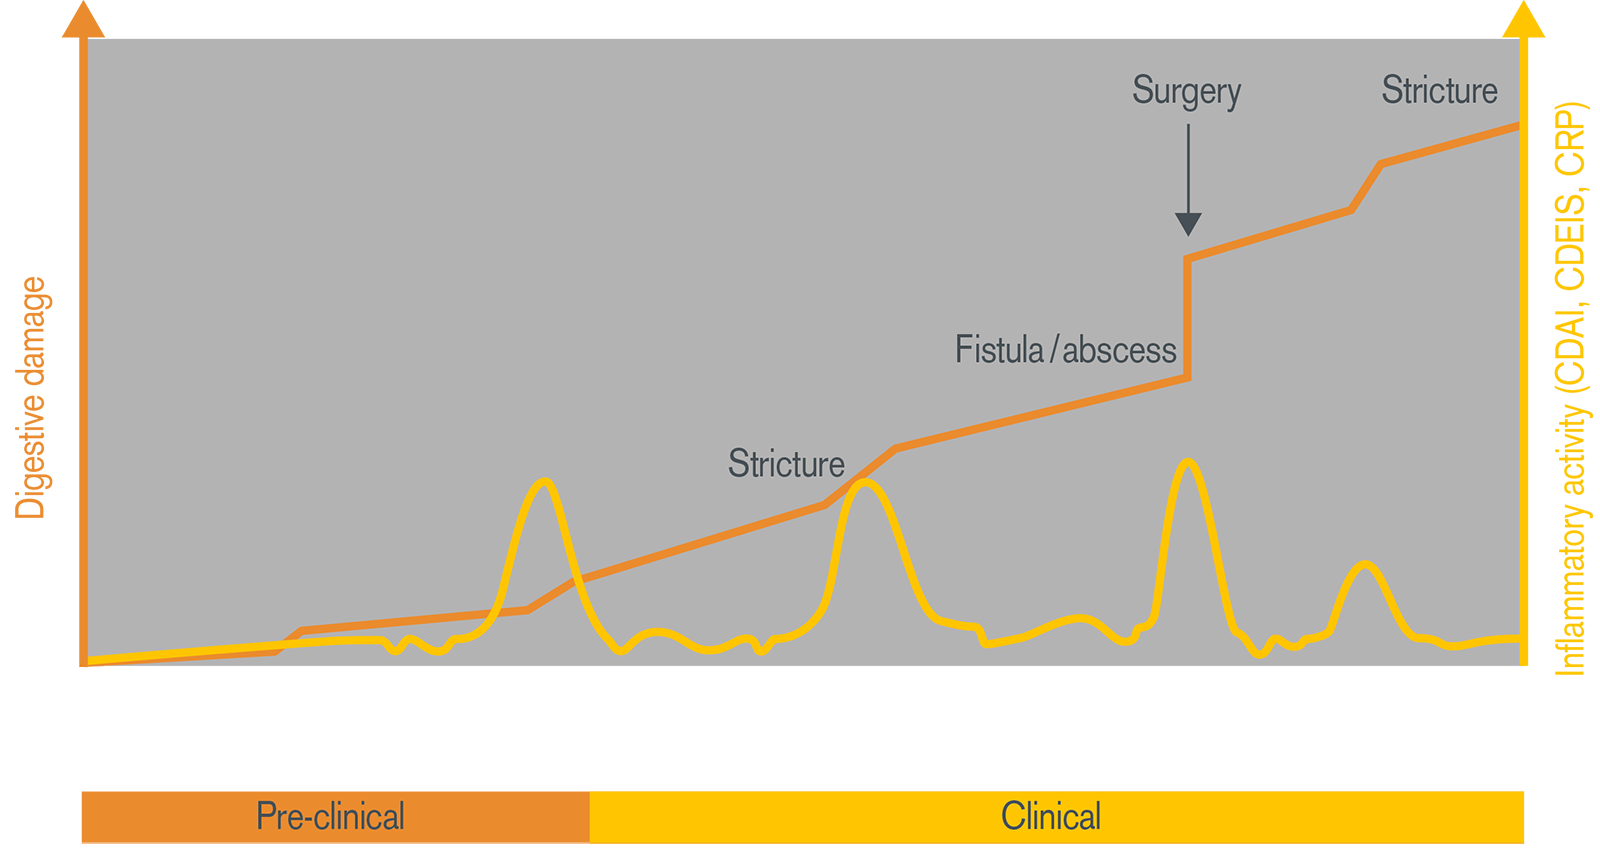 Surgery
Stricture
Digestive damage
Inflammatory activity (CDAI, CDEIS, CRP)
Fistula / abscess
Stricture
Pre-clinical
Clinical